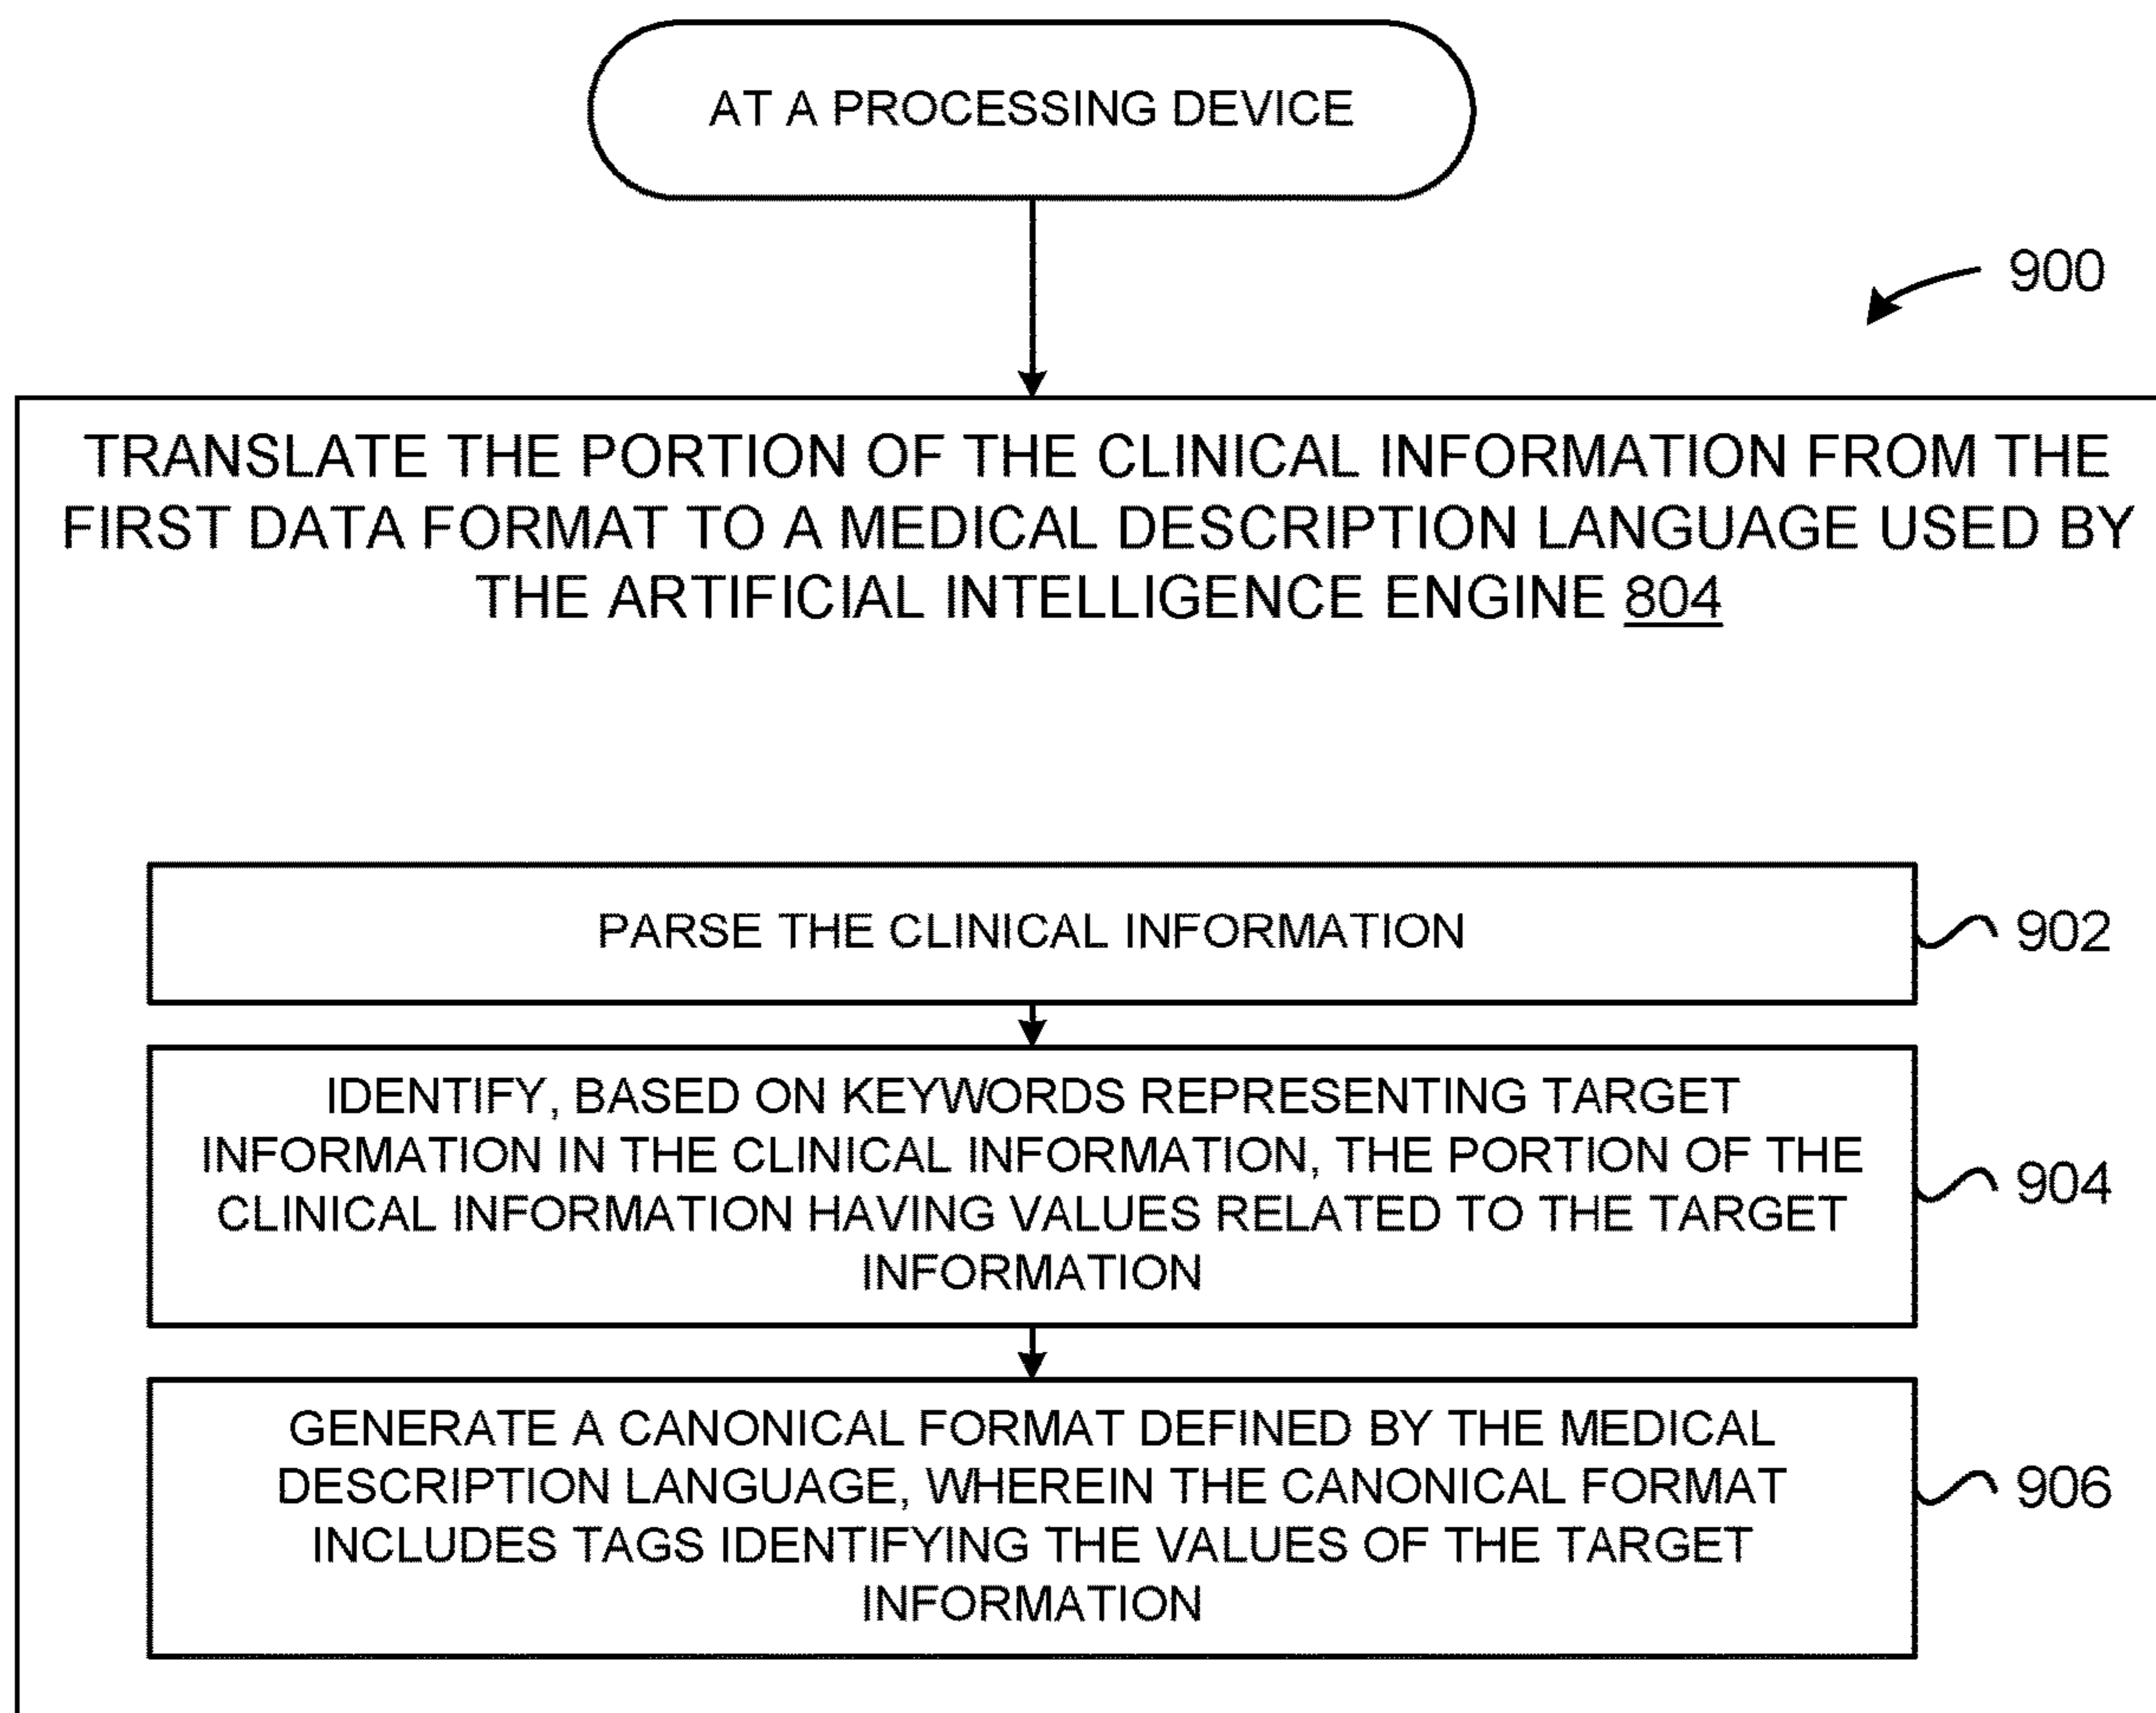 AT A PROCESSING DEVICE
900
TRANSLATE THE PORTION OF THE CLINICAL INFORMATION FROM THE
FIRST DATA FORMAT TO A MEDICAL DESCRIPTION LANGUAGE USED BY
THE ARTIFICIAL INTELLIGENCE ENGINE 804
PARSE THE CLINICAL INFORMATION
902
IDENTIFY, BASED ON KEYWORDS REPRESENTING TARGET
INFORMATION IN THE CLINICAL INFORMATION, THE PORTION OF THE
CLINICAL INFORMATION HAVING VALUES RELATED TO THE TARGET
INFORMATION
904
GENERATE A CANONICAL FORMAT DEFINED BY THE MEDICAL
DESCRIPTION LANGUAGE, WHEREIN THE CANONICAL FORMAT
INCLUDES TAGS IDENTIFYING THE VALUES OF THE TARGET
INFORMATION
906